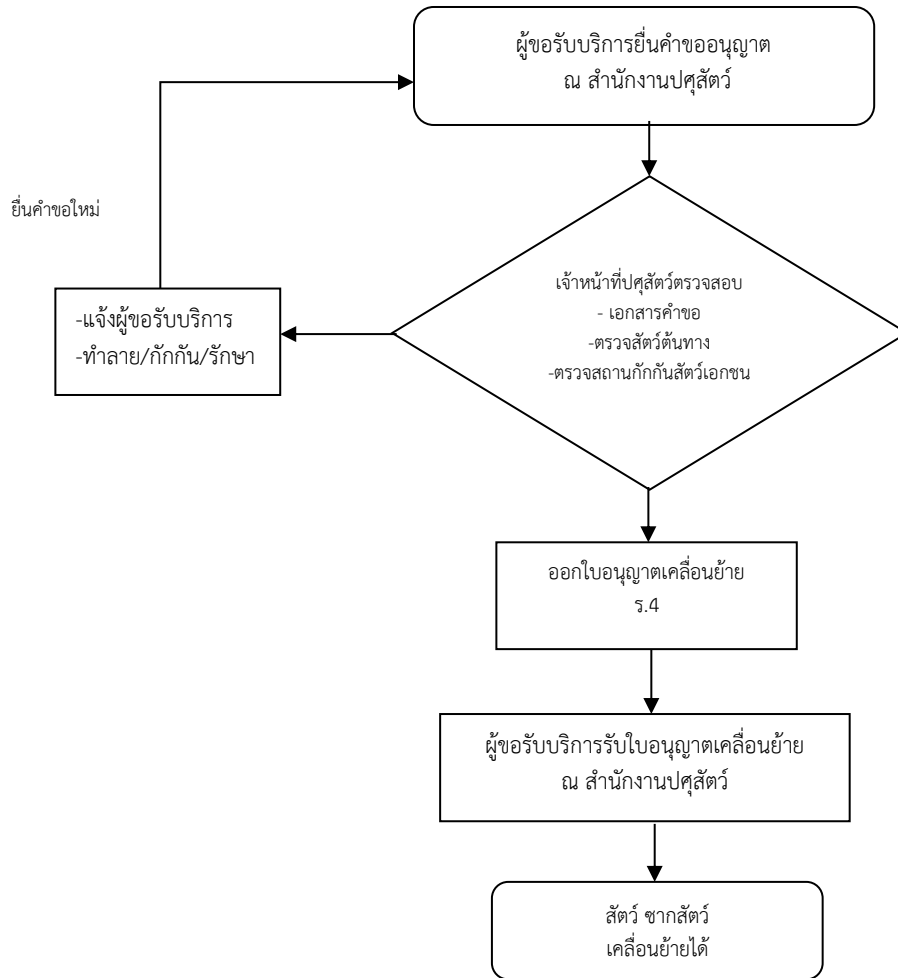 ผู้ขอรับบริการยื่นคำขออนุญาต
ณ สำนักงานปศุสัตว์
ยื่นคำขอใหม่
เจ้าหน้าที่ปศุสัตว์ตรวจสอบ
- เอกสารคำขอ
-ตรวจสัตว์ต้นทาง
-ตรวจสถานกักกันสัตว์เอกชน
-แจ้งผู้ขอรับบริการ
-ทำลาย/กักกัน/รักษา
ออกใบอนุญาตเคลื่อนย้าย
ร.4
ผู้ขอรับบริการรับใบอนุญาตเคลื่อนย้าย
ณ สำนักงานปศุสัตว์
สัตว์ ซากสัตว์
เคลื่อนย้ายได้